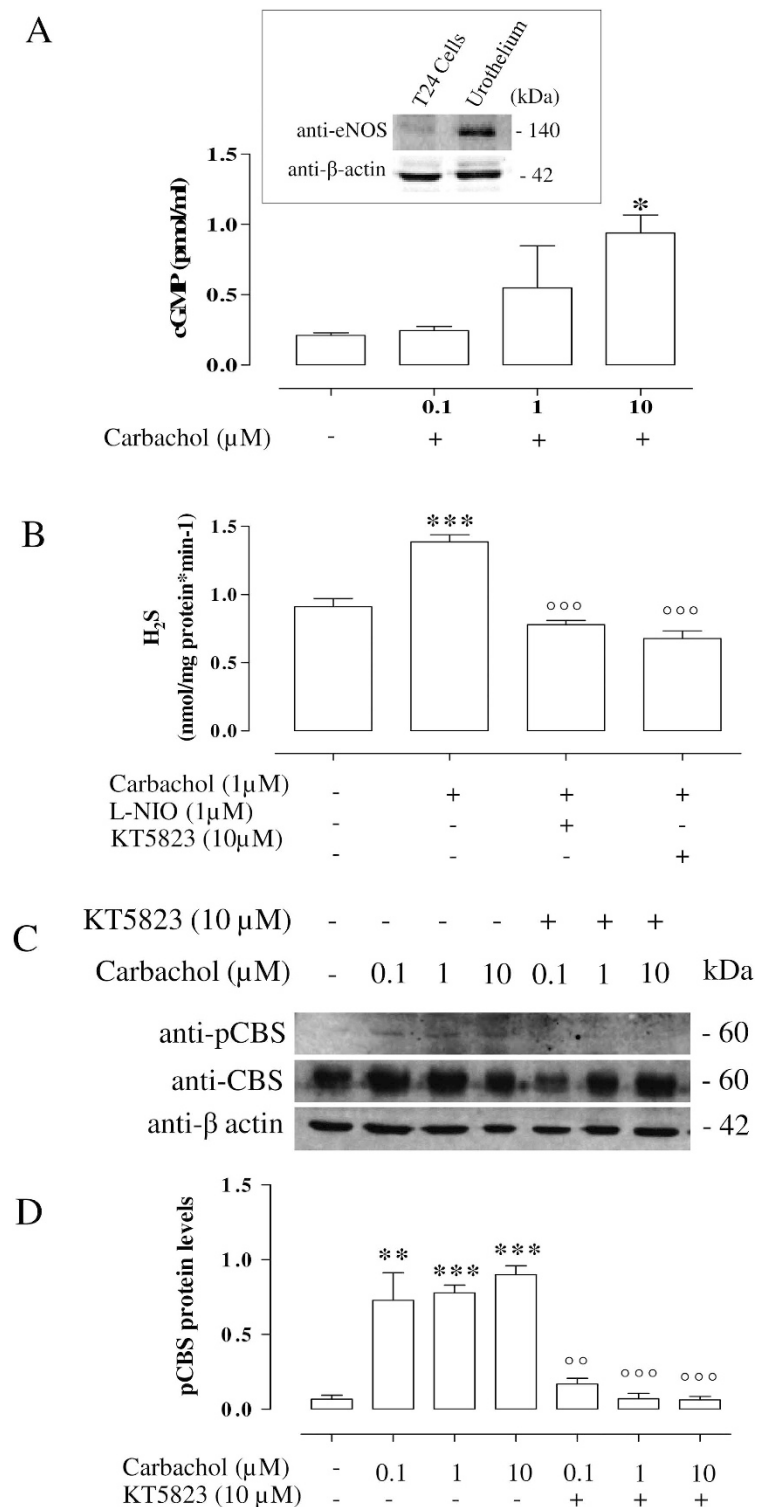 A
T24 Cells
Urothelium
(kDa)
anti-eNOS
- 140
anti-β-actin
- 42
cGMP (pmol/ml)
1.5
1.0
0.5
0.0
*
0.1 1 10
Carbachol (µM) - + + +
B
H₂S
(nmol/mg protein*min-1)
1.5
1.0
0.5
0.0
***
°°°
°°°
Carbachol (1µM) - + + +
L-NIO (1µM) - - + -
KT5823 (10µM) - - - +
C
KT5823 (10 µM) - - - - + + +
Carbachol (µM) - 0.1 1 10 0.1 1 10 kDa
anti-pCBS - 60
anti-CBS - 60
anti-β actin - 42
D
pCBS protein levels
1.5
1.0
0.5
0.0
**
***
***
°°
°°°
°°°
Carbachol (µM) - 0.1 1 10 0.1 1 10
KT5823 (10 µM) - - - - + + +